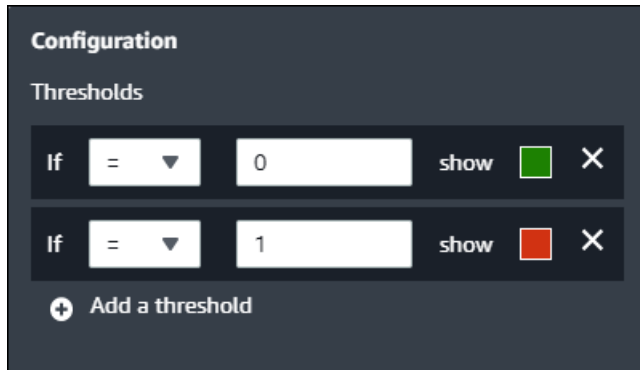 Configuration
Thresholds
If = 0 show
If = 1 show
Add a threshold